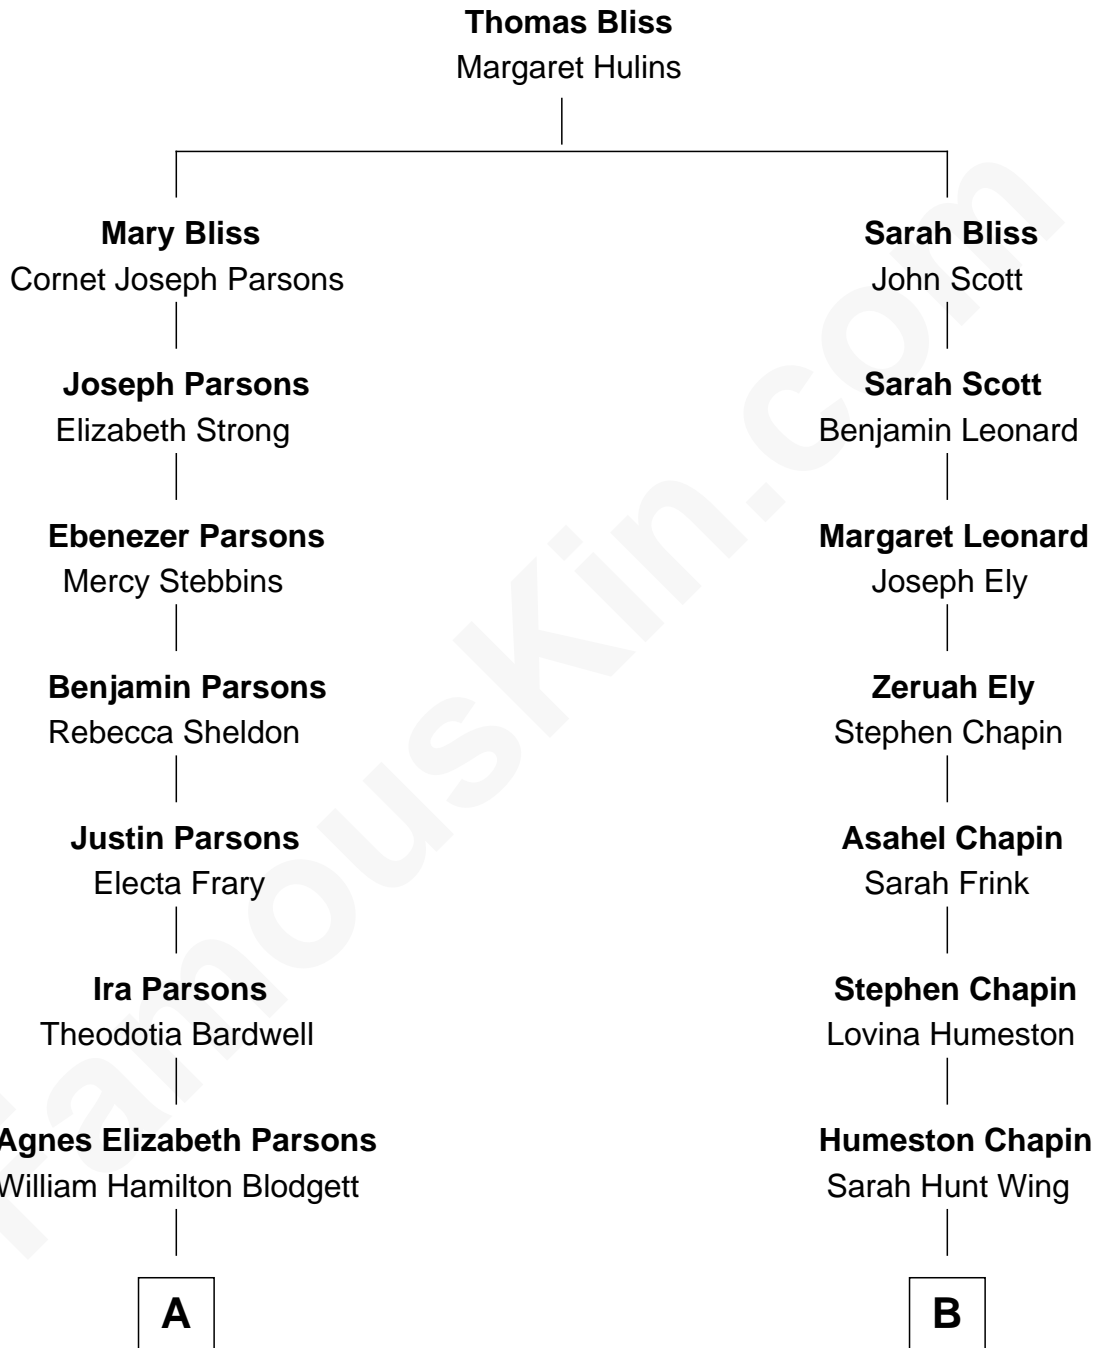 Thomas Bliss
Margaret Hulins
Mary Bliss
Cornet Joseph Parsons
Sarah Bliss
John Scott
Joseph Parsons
Elizabeth Strong
Sarah Scott
Benjamin Leonard
Ebenezer Parsons
Mercy Stebbins
Margaret Leonard
Joseph Ely
Benjamin Parsons
Rebecca Sheldon
Zeruah Ely
Stephen Chapin
Justin Parsons
Electa Frary
Asahel Chapin
Sarah Frink
Ira Parsons
Theodotia Bardwell
Stephen Chapin
Lovina Humeston
Agnes Elizabeth Parsons
William Hamilton Blodgett
Humeston Chapin
Sarah Hunt Wing
A
B
FamousKin.com